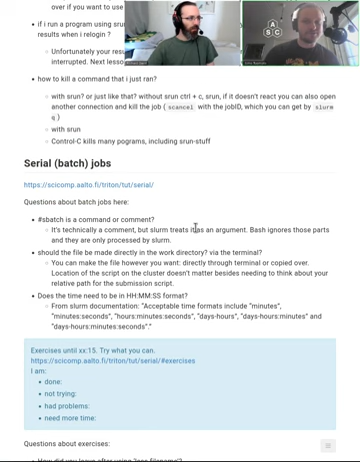 over if you want to use
if i run a program using srun
results when i relogin ?
Unfortunately your resu
interrupted. Next lesso
how to kill a command that i just ran?
with srun? or just like that? without srun ctrl + c, srun, if it doesn't react you can also
open another connection and kill the job ( scancel with the jobID, which you can get by slurm
q )
with srun
Control-C kills many pograms, including srun-stuff
Serial (batch) jobs
https://scicomp.aalto.fi/triton/tut/serial/
Questions about batch jobs here:
#sbatch is a command or comment?
It's technically a comment, but slurm treats it as an argument. Bash ignores those parts
and they are only processed by slurm.
should the file be made directly in the work directory? via the terminal?
You can make the file however you want: directly through terminal or copied over.
Location of the script on the cluster doesn't matter besides needing to think about your
relative path for the submission script.
Does the time need to be in HH:MM:SS format?
From slurm documentation: "Acceptable time formats include "minutes",
"minutes:seconds", "hours:minutes:seconds", "days-hours", "days-hours:minutes" and
"days-hours:minutes:seconds"."
Exercises until xx:15. Try what you can.
https://scicomp.aalto.fi/triton/tut/serial/#exercises
I am:
done:
not trying:
had problems:
need more time:
Questions about exercises: